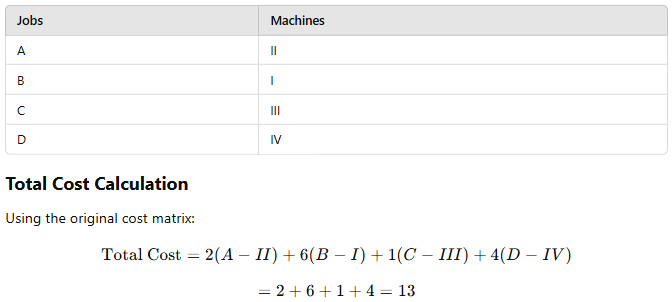 Jobs Machines
A II
B I
C III
D IV
Total Cost Calculation
Using the original cost matrix:
Total Cost = 2(A − II) + 6(B − I) + 1(C − III) + 4(D − IV)
= 2 + 6 + 1 + 4 = 13